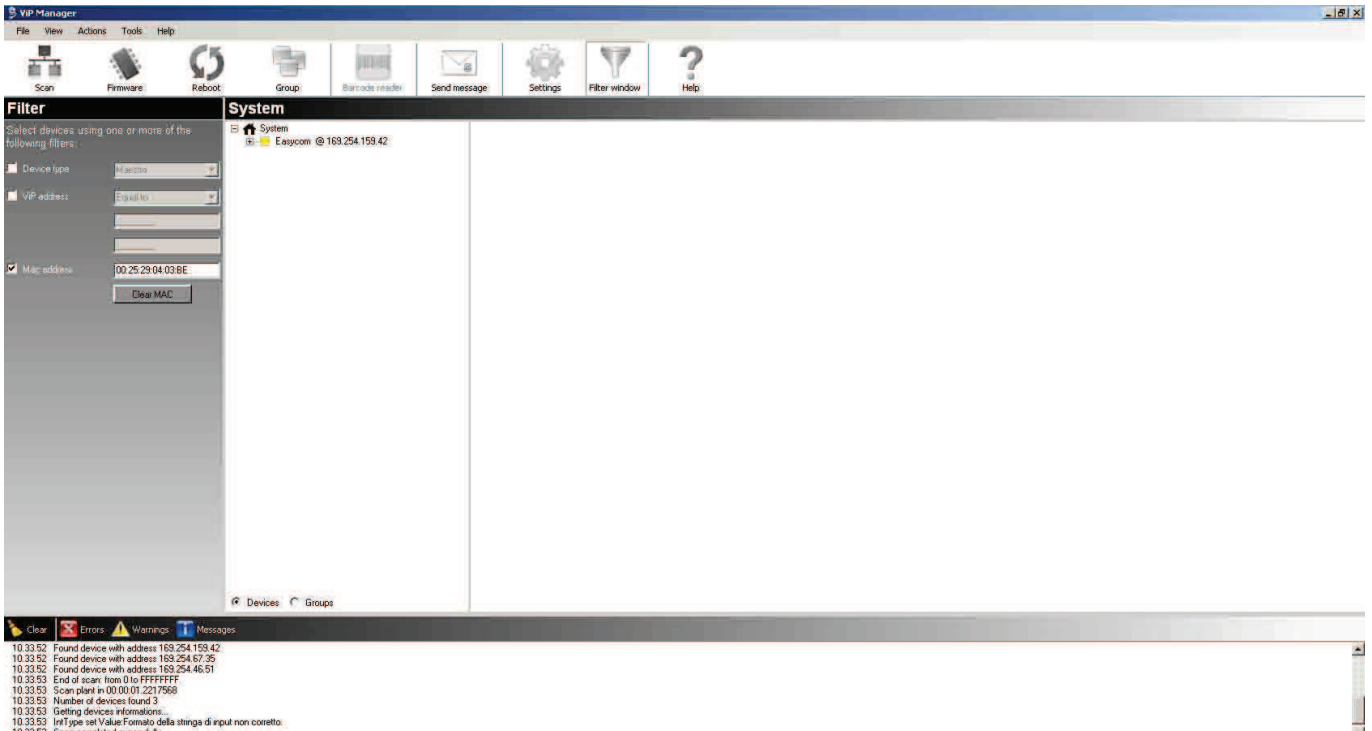 ViP Manager
File View Actions Tools Help
Scan Firmware Reboot Group Barcode reader Send message Settings Filter window Help
Filter
System
Select devices using one or more of the
following filters:
System
Easycom @ 169.254.159.42
Device type Maestro
ViP address Equal to
Mac address 00:25:29:04:03:BE
Clear MAC
Devices Groups
Clear Errors Warnings Messages
10.33.52 Found device with address 169.254.159.42
10.33.52 Found device with address 169.254.67.35
10.33.52 Found device with address 169.254.46.51
10.33.53 End of scan: from 0 to FFFFFFFF
10.33.53 Scan plant in 00:00:01.2217568
10.33.53 Number of devices found 3
10.33.53 Getting devices informations...
10.33.53 IntType set Value:Formato della stringa di input non corretto.